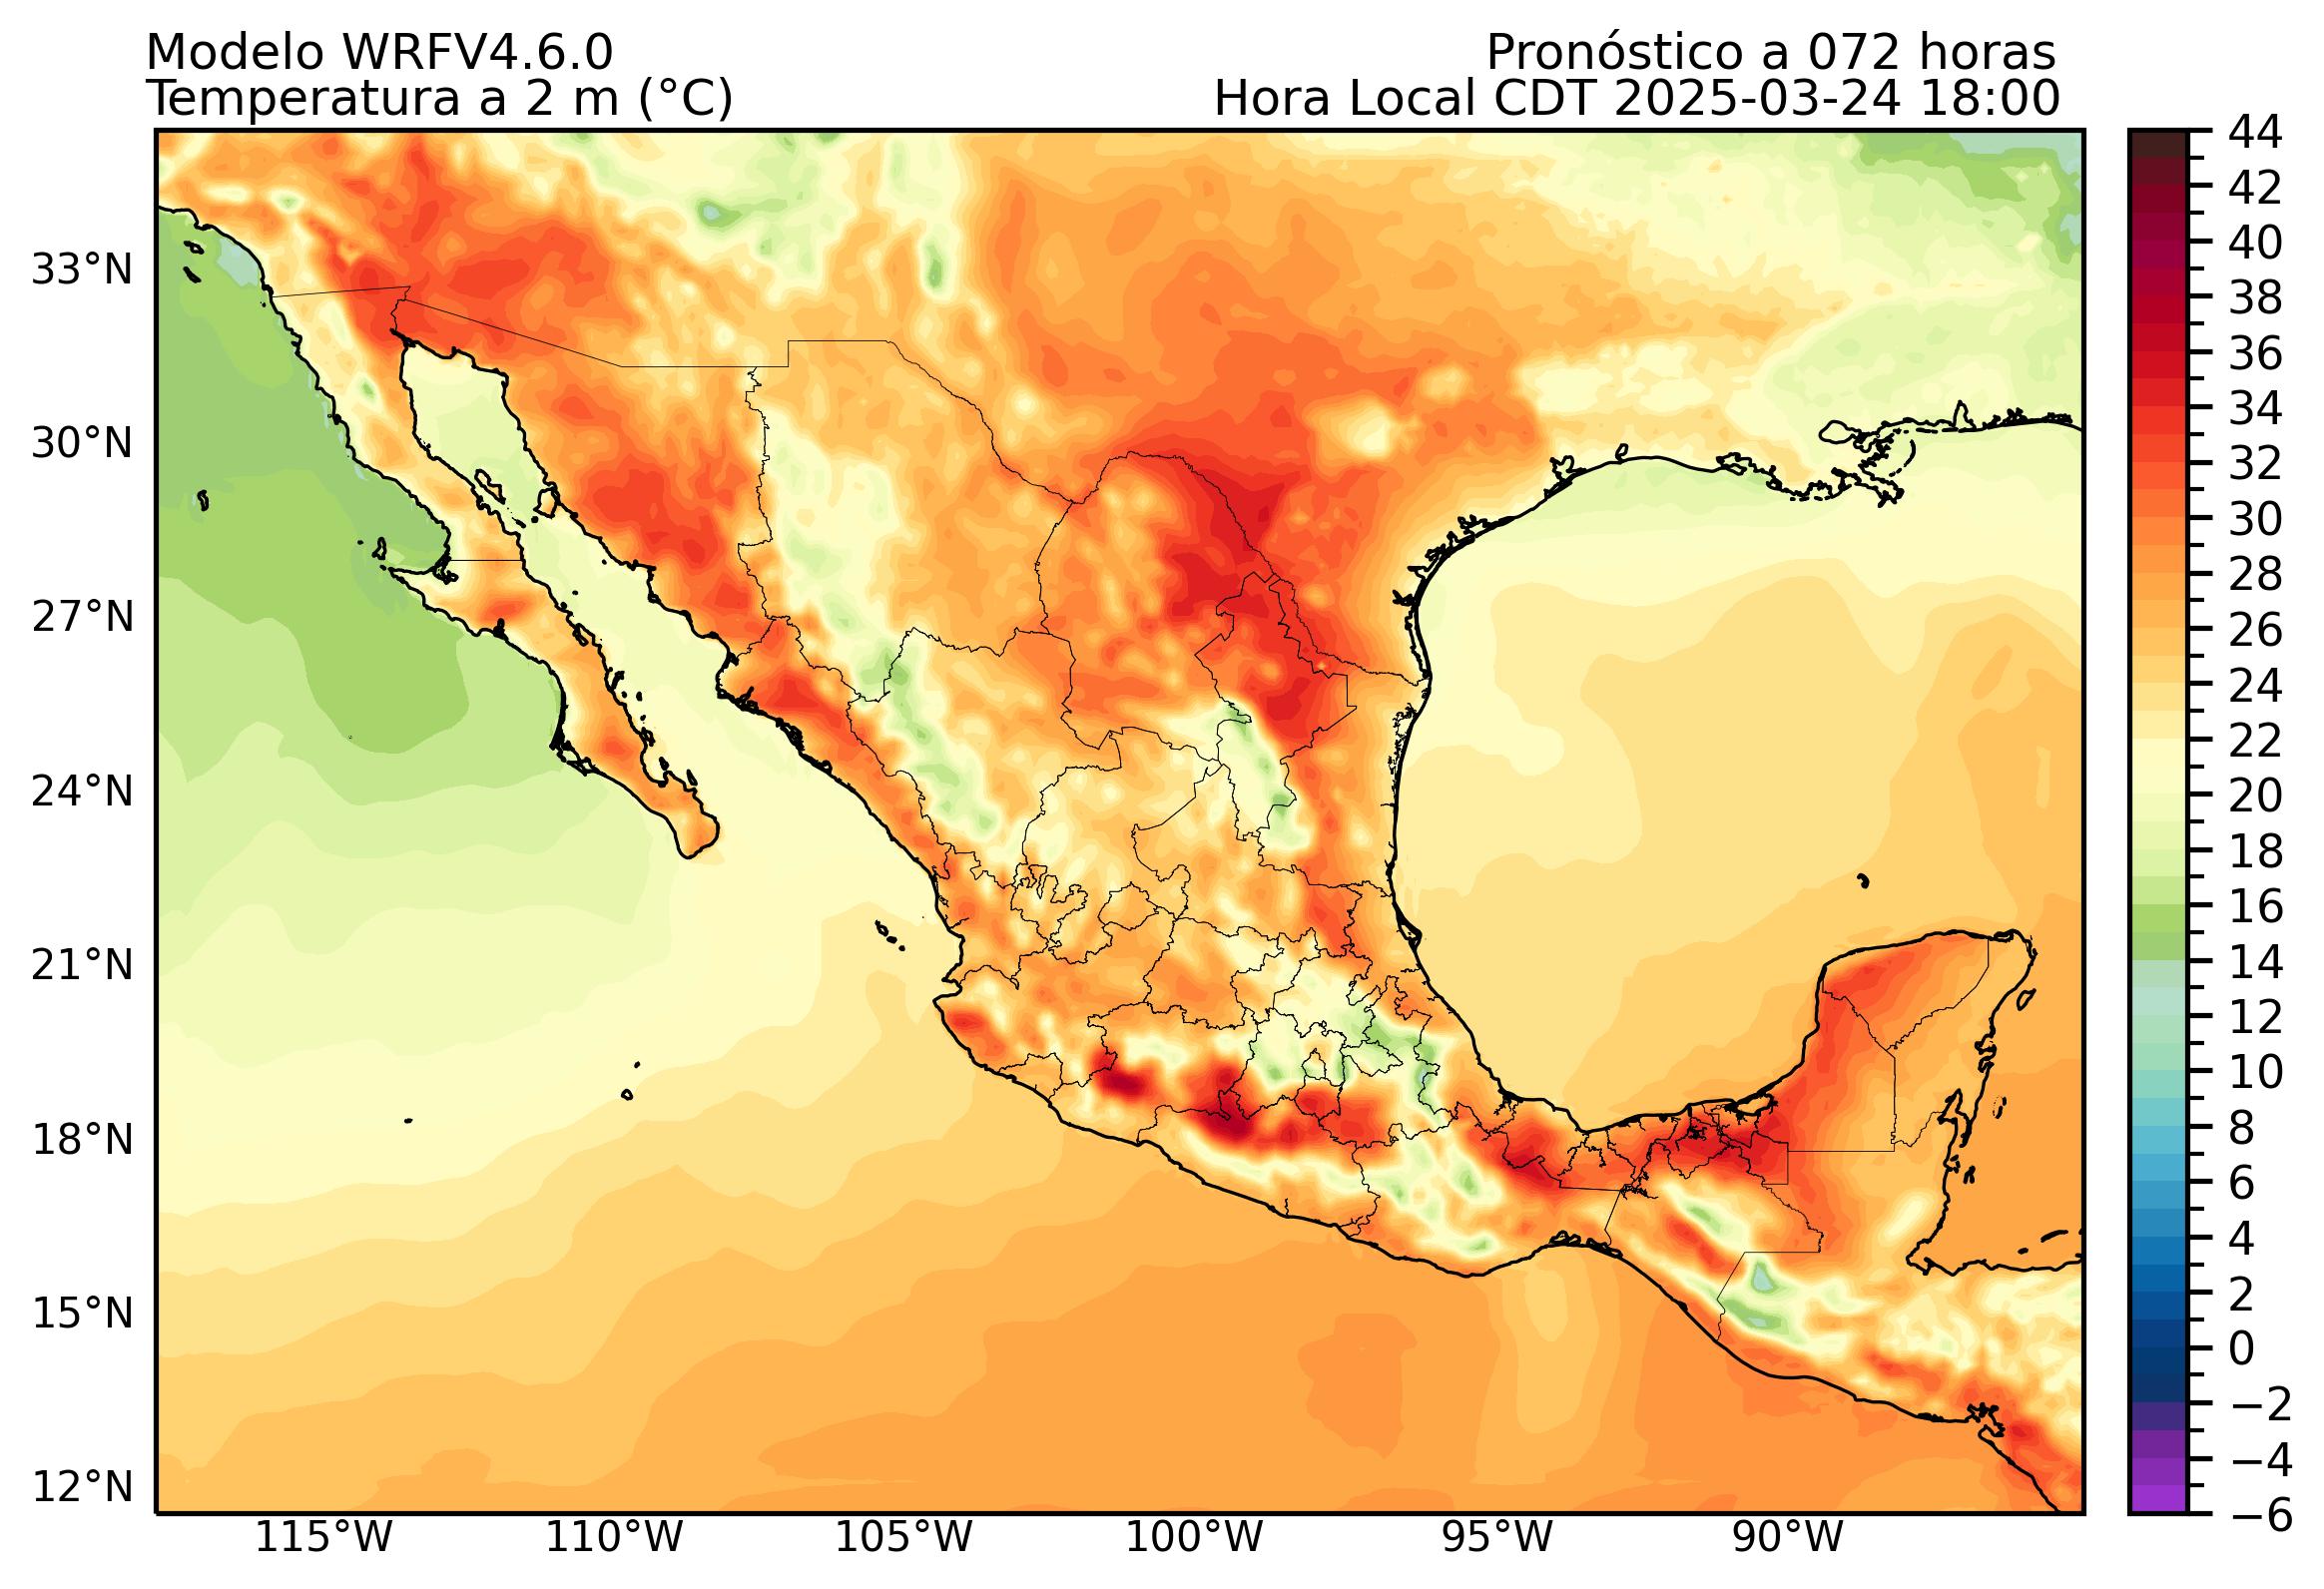 Modelo WRFV4.6.0
Temperatura a 2 m (°C)
Pronóstico a 072 horas
Hora Local CDT 2025-03-24 18:00
33°N
30°N
27°N
24°N
21°N
18°N
15°N
12°N
115°W 110°W 105°W 100°W 95°W 90°W
44
42
40
38
36
34
32
30
28
26
24
22
20
18
16
14
12
10
8
6
4
2
0
−2
−4
−6